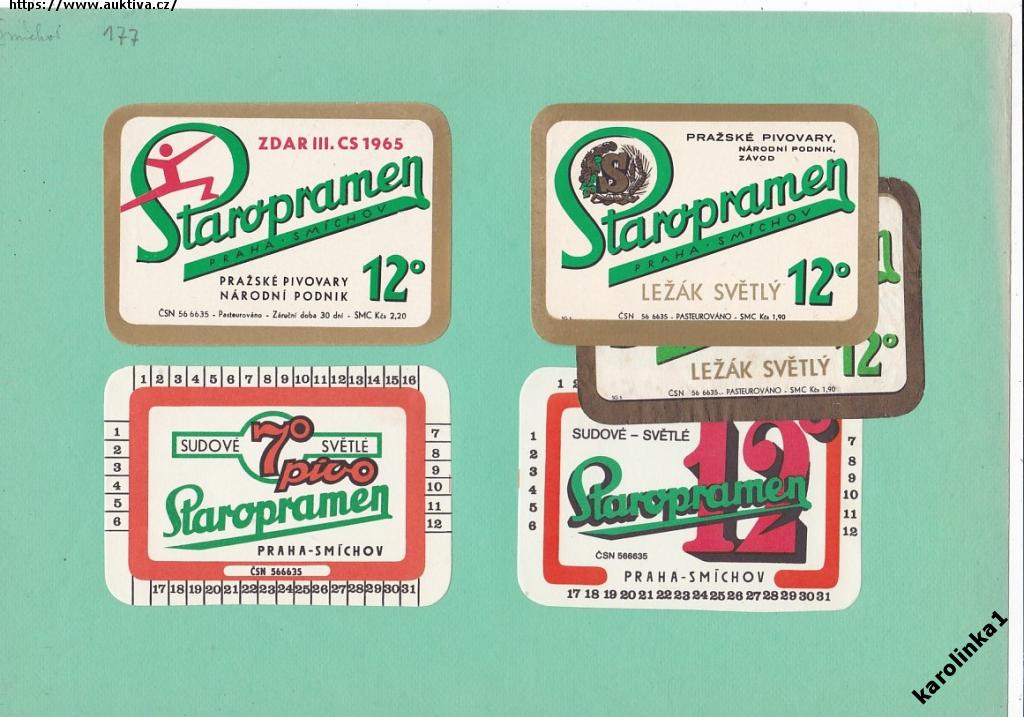 https://www.auktiva.cz/
Smíchov 177
ZDAR III. CS 1965
Staropramen
PRAHA - SMÍCHOV
PRAŽSKÉ PIVOVARY
NÁRODNÍ PODNIK
12°
ČSN 56 6635 - Pasteurováno - Záruční doba 30 dní - SMC Kčs 2,20
PRAŽSKÉ PIVOVARY,
NÁRODNÍ PODNIK,
ZÁVOD
S
Staropramen
PRAHA - SMÍCHOV
LEŽÁK SVĚTLÝ 12°
ČSN 56 6635 - PASTEUROVÁNO - SMC Kčs 1,90
LEŽÁK SVĚTLÝ 12°
ČSN 56 6635 - PASTEUROVÁNO - SMC Kčs 1,90
1 2 3 4 5 6 7 8 9 10 11 12 13 14 15 16
1
2
3
4
5
6
SUDOVÉ 7° SVĚTLÉ
pivo
Staropramen
PRAHA-SMÍCHOV
ČSN 566635
7
8
9
10
11
12
17 18 19 20 21 22 23 24 25 26 27 28 29 30 31
1
1
2
3
4
5
6
SUDOVÉ – SVĚTLÉ
12°
Staropramen
ČSN 566635
PRAHA-SMÍCHOV
7
8
9
10
11
12
17 18 19 20 21 22 23 24 25 26 27 28 29 30 31
karolinka1